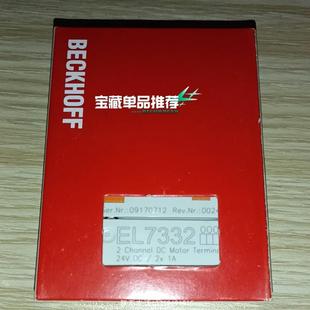 BECKHOFF
宝藏单品推荐
Ser.Nr.: 09170712 Rev.Nr.: 002
EL7332
2 Channel DC Motor Termin
24V DC / 2x 1A